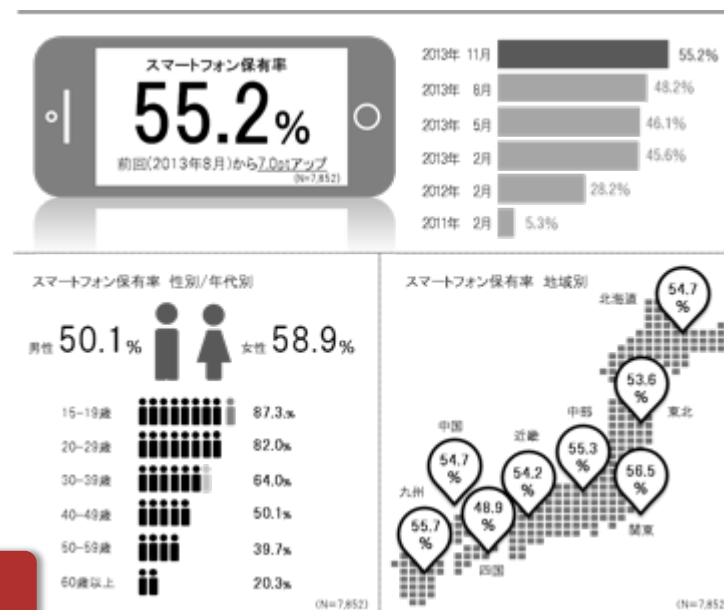 スマートフォン保有率
55.2%
前回(2013年8月)から7.0ptアップ
(N=7,852)
2013年 11月 55.2%
2013年 8月 48.2%
2013年 5月 46.1%
2013年 2月 45.6%
2012年 2月 28.2%
2011年 2月 5.3%
スマートフォン保有率 性別/年代別
男性 50.1% 女性 58.9%
15-19歳 87.3%
20-29歳 82.0%
30-39歳 64.0%
40-49歳 50.1%
50-59歳 39.7%
60歳以上 20.3%
(N=7,852)
スマートフォン保有率 地域別
北海道 54.7%
東北 53.6%
中部 55.3%
関東 56.5%
近畿 54.2%
中国 54.7%
四国 48.9%
九州 55.7%
(N=7,852)